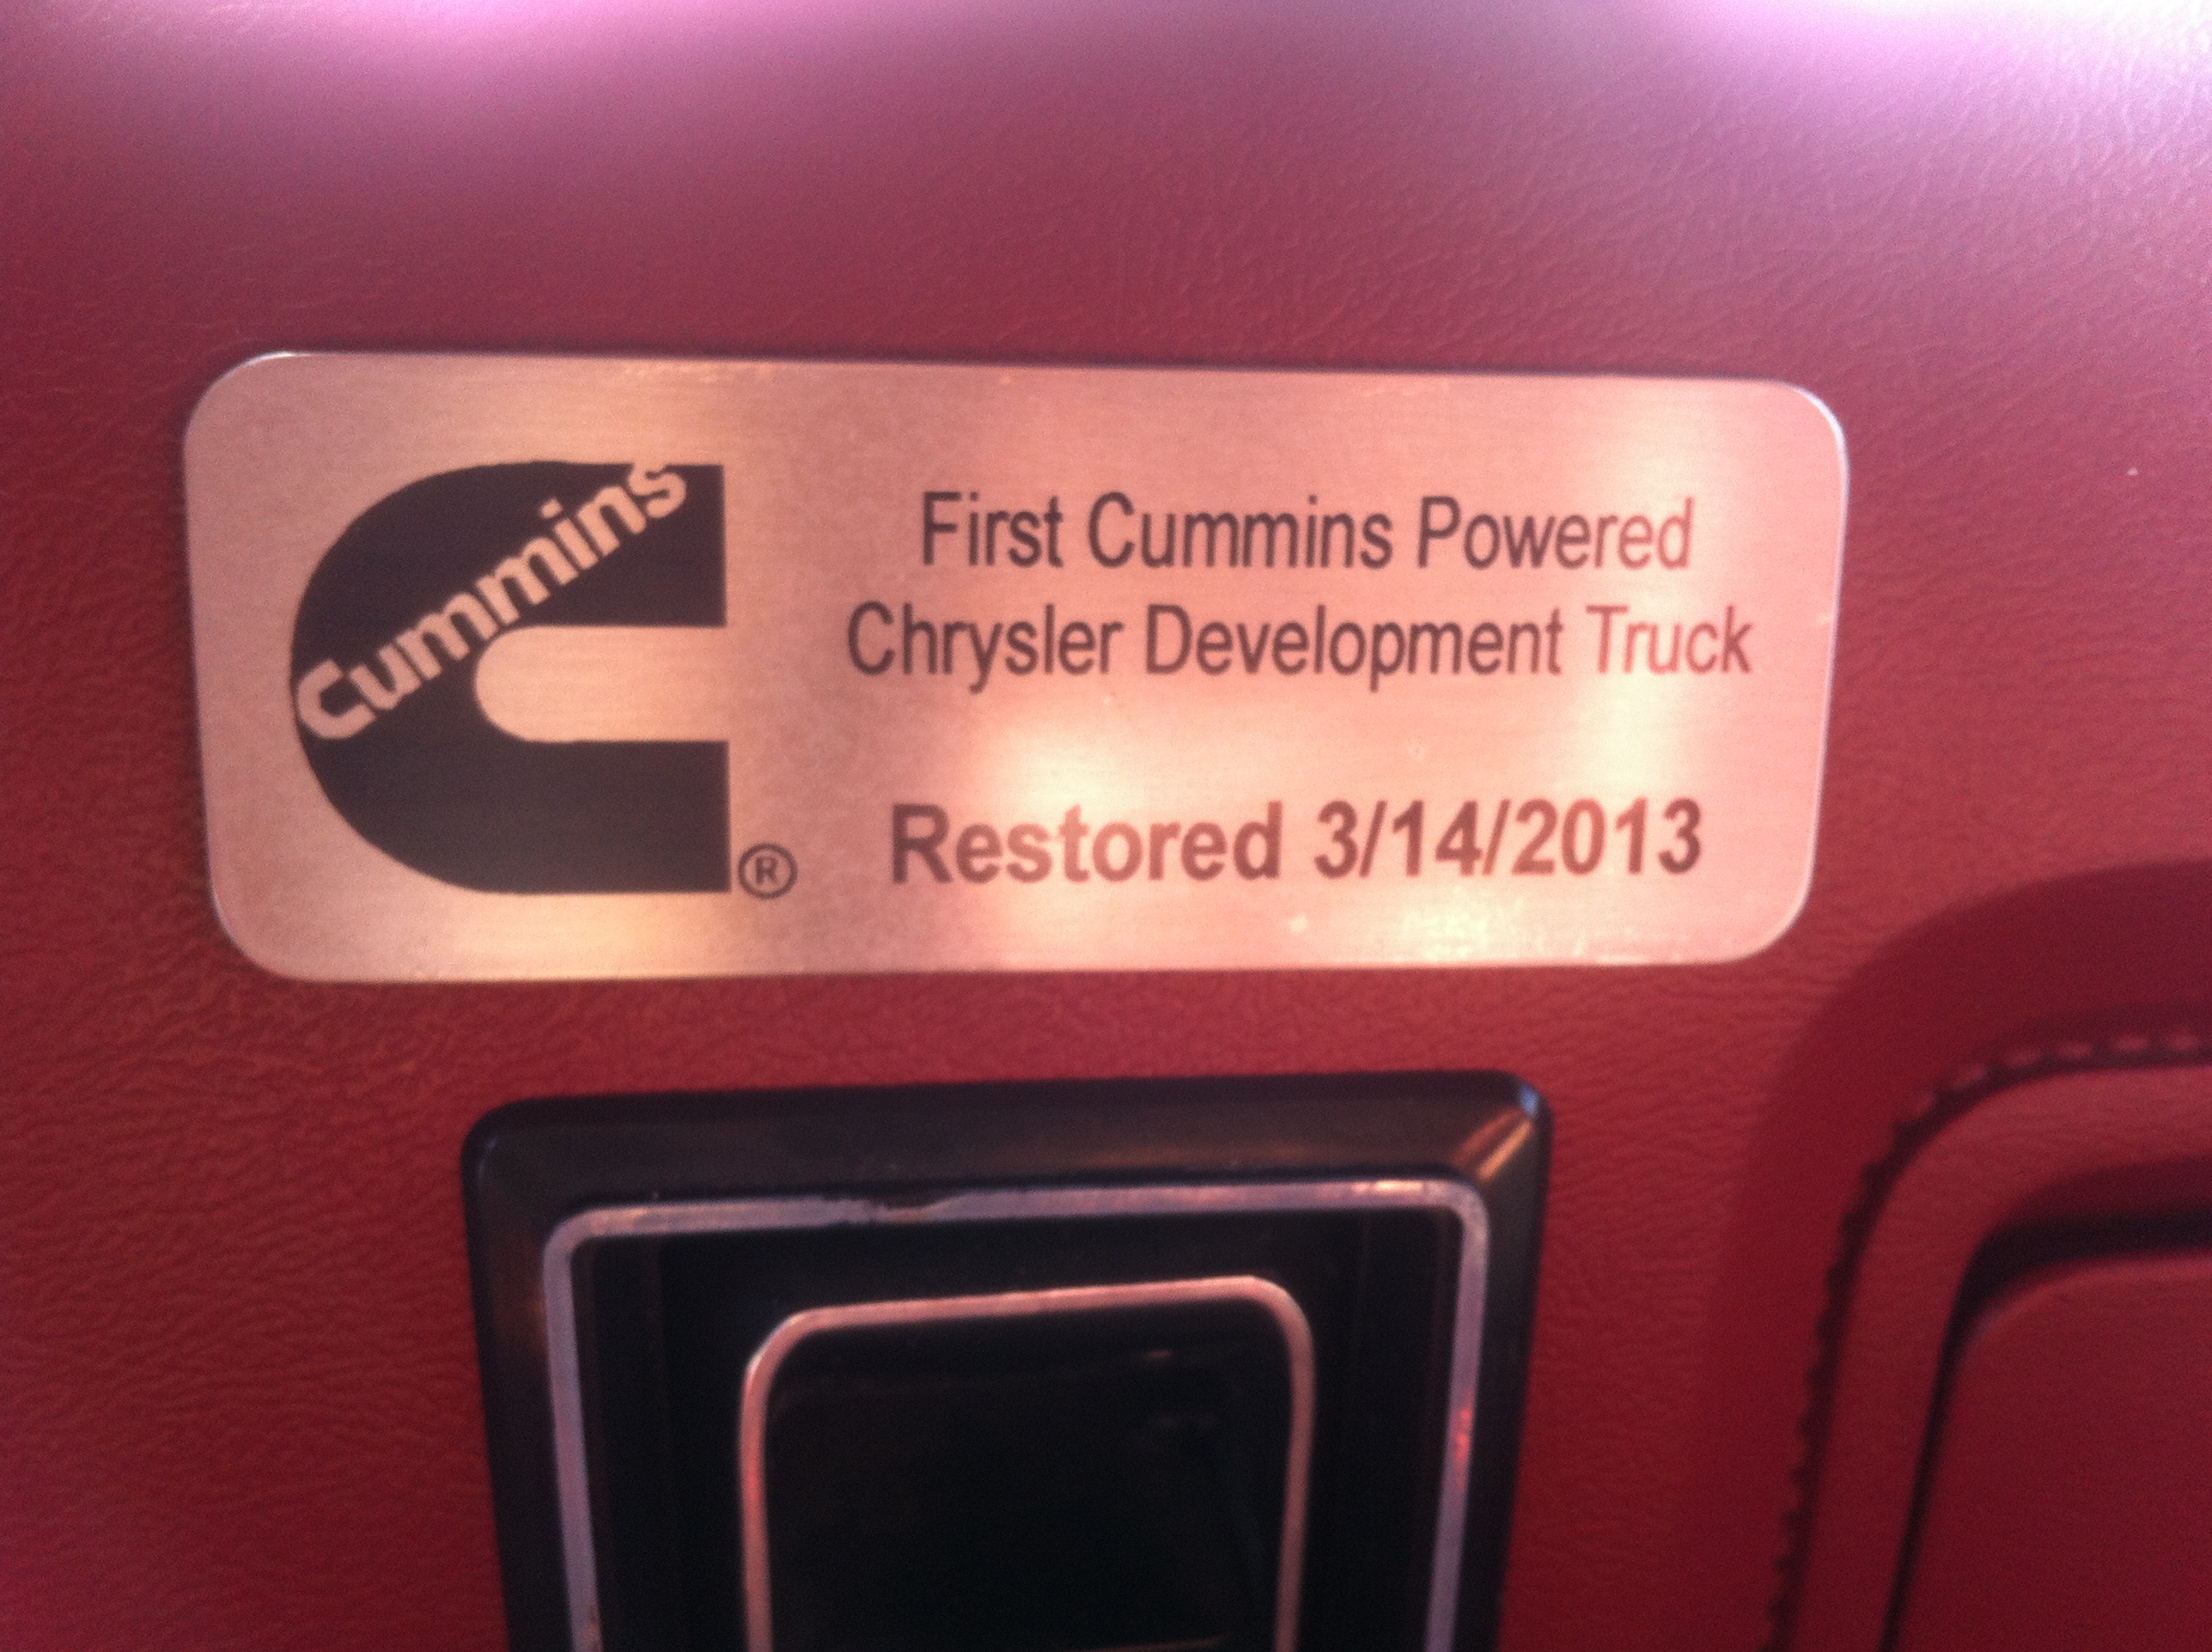 Cummins
®
First Cummins Powered
Chrysler Development Truck
Restored 3/14/2013